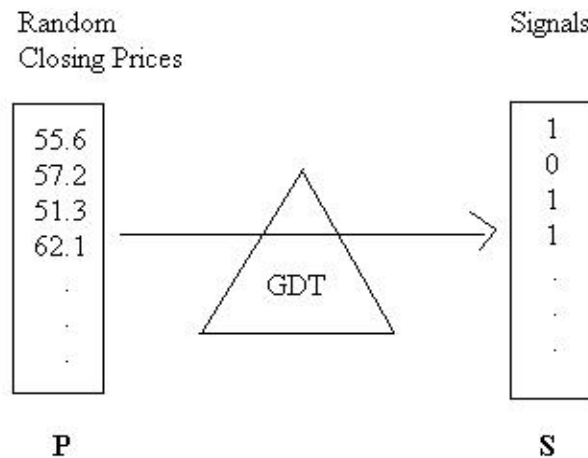 Random
Closing Prices
Signals
55.6
57.2
51.3
62.1
.
.
.
GDT
1
0
1
1
.
.
.
P
S